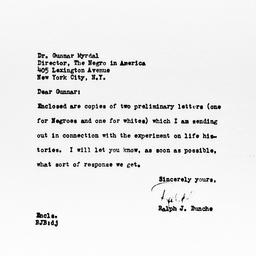 Dr. Gunnar Myrdal
Director, The Negro in America
405 Lexington Avenue
New York City, N.Y.
Dear Gunnar:
Enclosed are copies of two preliminary letters (one
for Negroes and one for whites) which I am sending
out in connection with the experiment on life his-
tories. I will let you know, as soon as possible,
what sort of response we get.
Sincerely yours,
Ralph J. Bunche
Encls.
RJB:dj